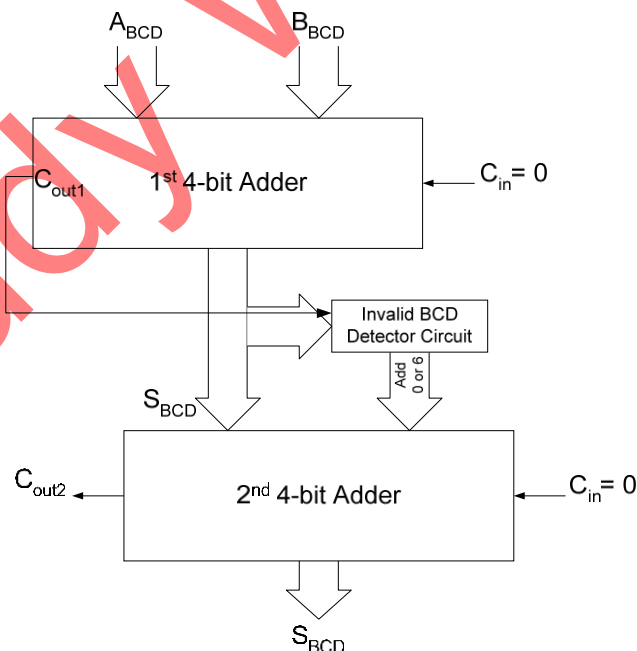 A_BCD B_BCD
C_out1 1st 4-bit Adder C_in= 0
Invalid BCD
Detector Circuit
Add
0 or 6
S_BCD
C_out2 2nd 4-bit Adder C_in= 0
S_BCD